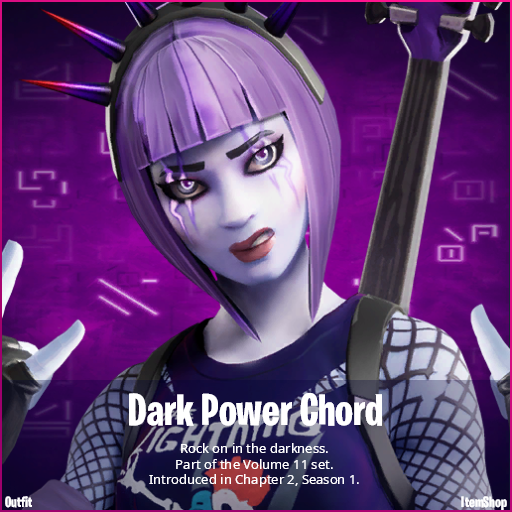 Dark Power Chord
Rock on in the darkness.
Part of the Volume 11 set.
Introduced in Chapter 2, Season 1.
Outfit
ItemShop